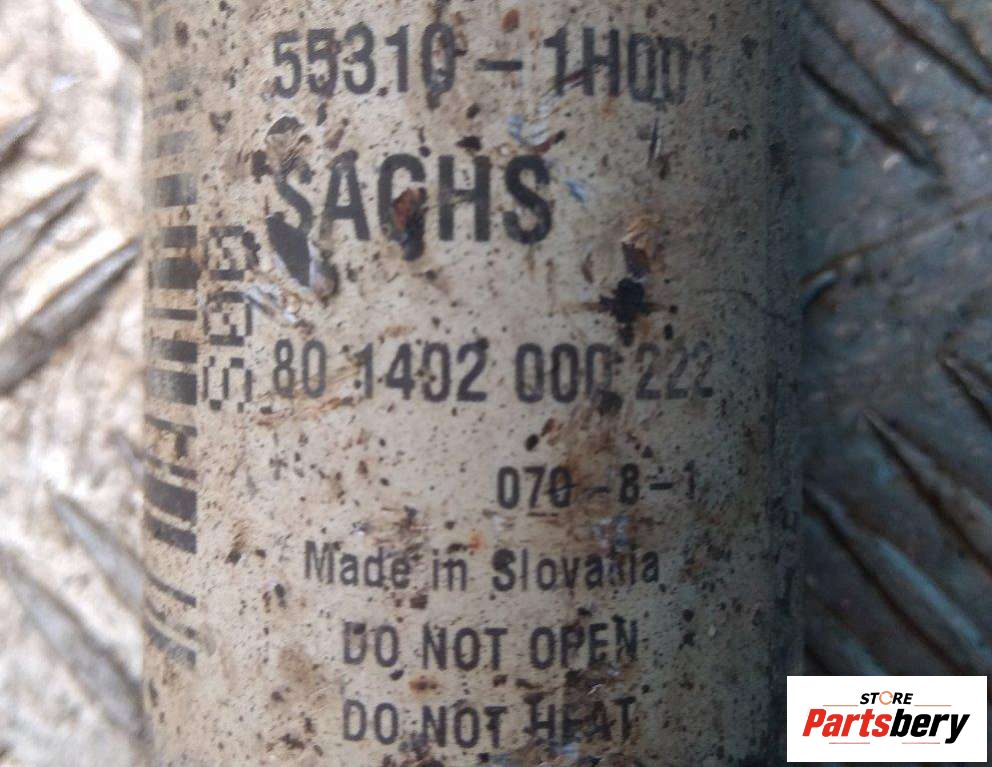 55310-1H001
SACHS
80 1402 000 222
070-8-1
Made in Slovakia
DO NOT OPEN
DO NOT HEAT
STORE
Partsbery